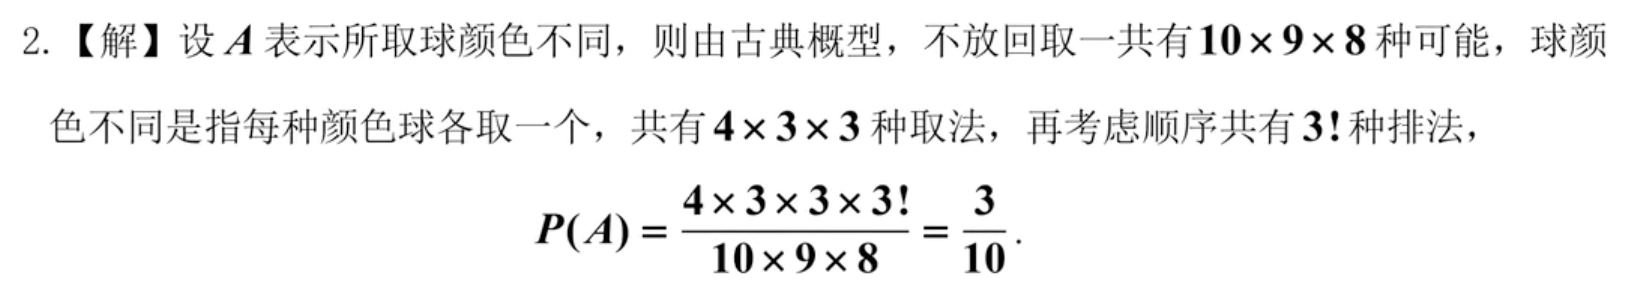 2.【解】设 A 表示所取球颜色不同，则由古典概型，不放回取一共有 10×9×8 种可能，球颜
色不同是指每种颜色球各取一个，共有 4×3×3 种取法，再考虑顺序共有 3! 种排法，
P(A) = (4×3×3×3!)/(10×9×8) = 3/10.